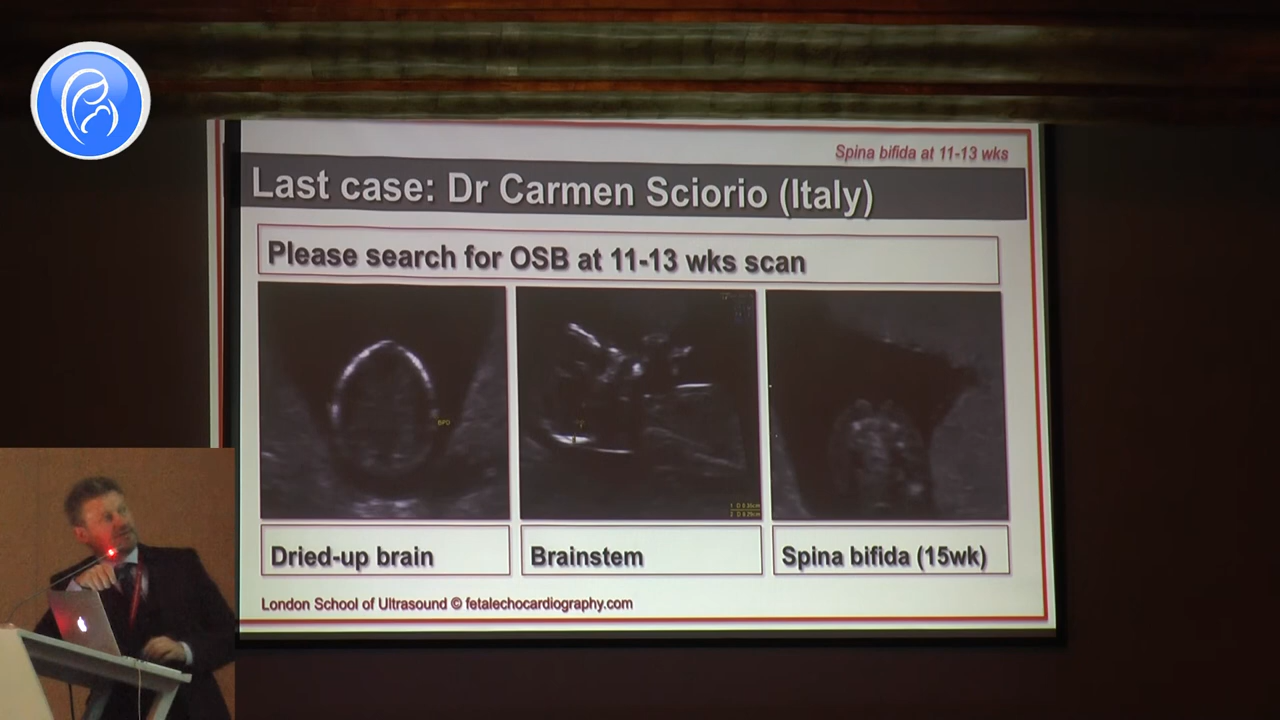 Spina bifida at 11-13 wks
Last case: Dr Carmen Sciorio (Italy)
Please search for OSB at 11-13 wks scan
BPD
Dried-up brain
Brainstem
Spina bifida (15wk)
London School of Ultrasound © fetalechocardiography.com